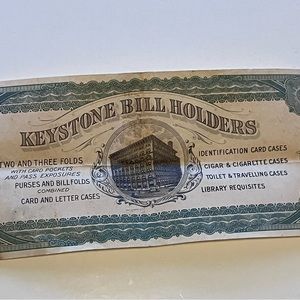 KEYSTONE BILL HOLDERS
TWO AND THREE FOLDS
WITH CARD POCKETS
AND PASS EXPOSURES
PURSES AND BILLFOLDS
COMBINED
CARD AND LETTER CASES
IDENTIFICATION CARD CASES
CIGAR & CIGARETTE CASES
TOILET & TRAVELLING CASES
LIBRARY REQUISITES